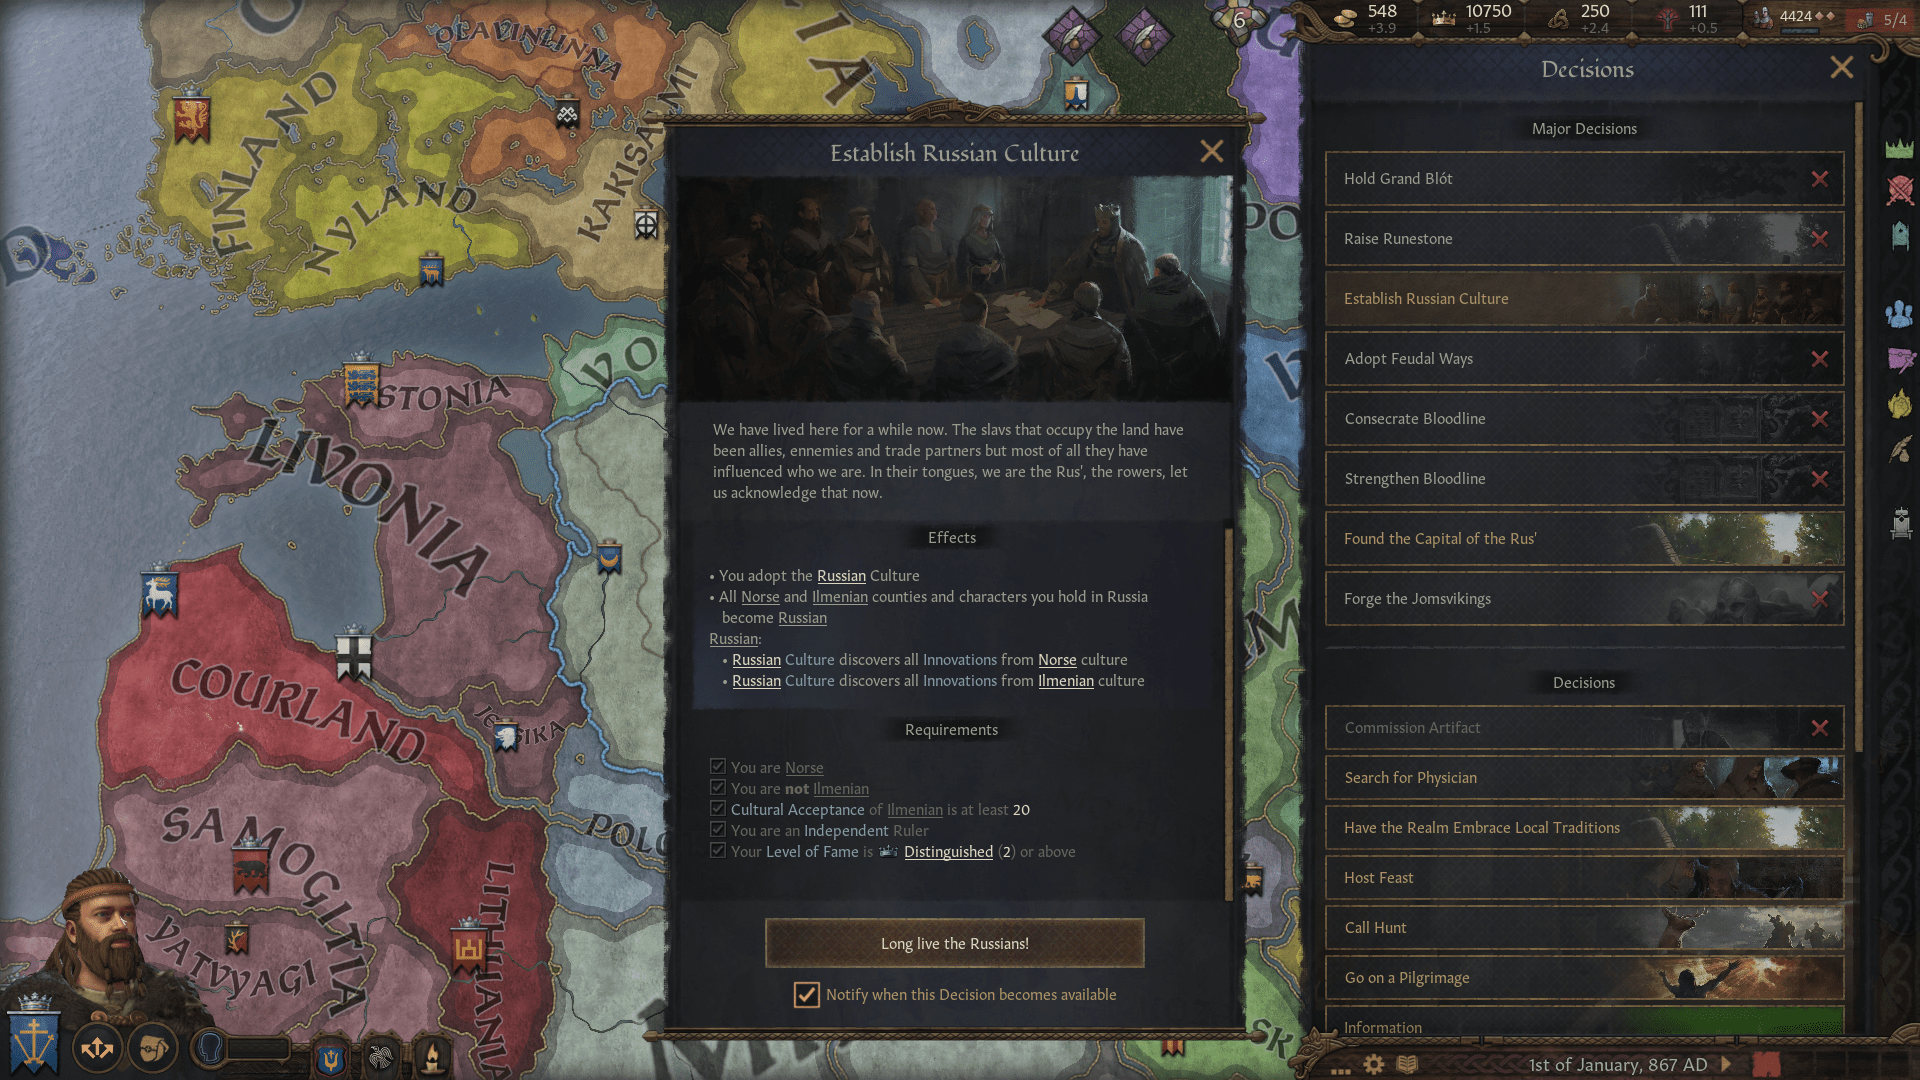 548
+3.9
10750
+1.5
250
+2.4
111
+0.5
4424
5/4
6
OLAVINLINNA
FINLAND
NYLAND
KAKISALMI
ESTONIA
LIVONIA
COURLAND
JERSIKA
SAMOGITIA
YATVYAGI
LITHUANIA
VO
POLO
PO
SK
Establish Russian Culture
We have lived here for a while now. The slavs that occupy the land have
been allies, ennemies and trade partners but most of all they have
influenced who we are. In their tongues, we are the Rus', the rowers, let
us acknowledge that now.
Effects
• You adopt the Russian Culture
• All Norse and Ilmenian counties and characters you hold in Russia
become Russian
Russian:
• Russian Culture discovers all Innovations from Norse culture
• Russian Culture discovers all Innovations from Ilmenian culture
Requirements
You are Norse
You are not Ilmenian
Cultural Acceptance of Ilmenian is at least 20
You are an Independent Ruler
Your Level of Fame is Distinguished (2) or above
Long live the Russians!
Notify when this Decision becomes available
Decisions
Major Decisions
Hold Grand Blót
Raise Runestone
Establish Russian Culture
Adopt Feudal Ways
Consecrate Bloodline
Strengthen Bloodline
Found the Capital of the Rus'
Forge the Jomsvikings
Decisions
Commission Artifact
Search for Physician
Have the Realm Embrace Local Traditions
Host Feast
Call Hunt
Go on a Pilgrimage
Information
1st of January, 867 AD